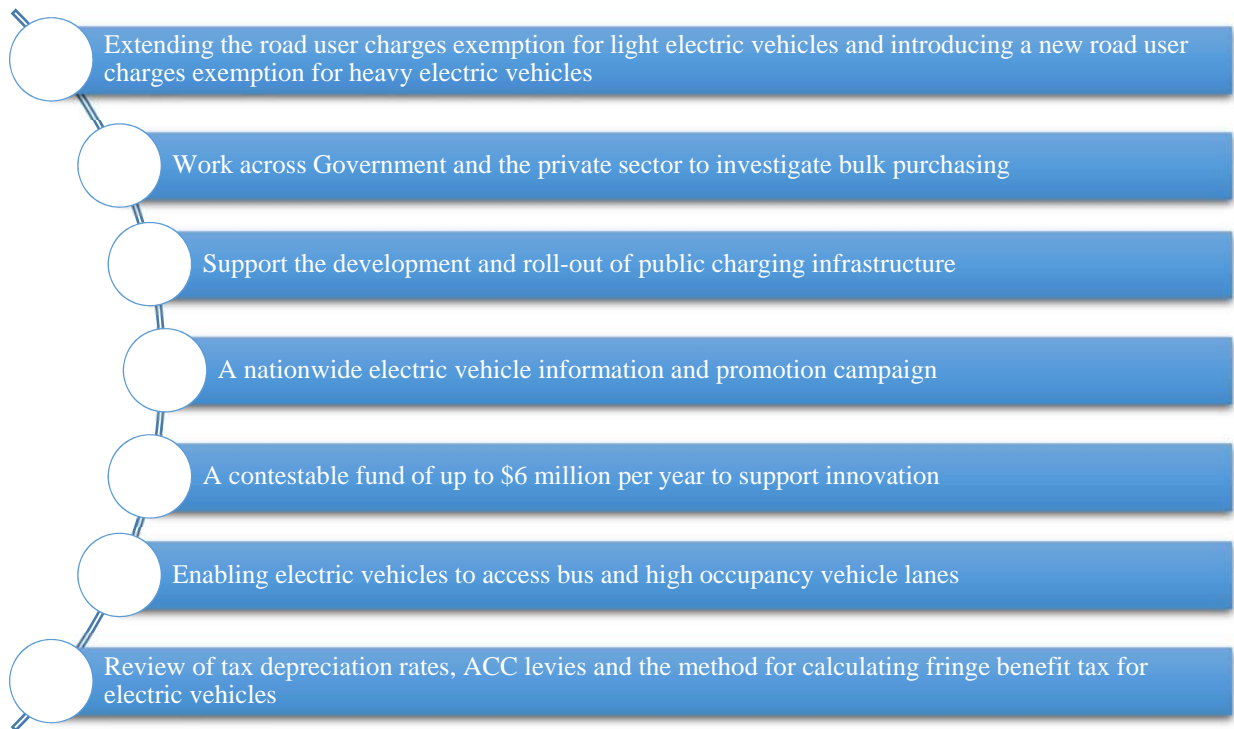 Extending the road user charges exemption for light electric vehicles and introducing a new road user
charges exemption for heavy electric vehicles
Work across Government and the private sector to investigate bulk purchasing
Support the development and roll-out of public charging infrastructure
A nationwide electric vehicle information and promotion campaign
A contestable fund of up to $6 million per year to support innovation
Enabling electric vehicles to access bus and high occupancy vehicle lanes
Review of tax depreciation rates, ACC levies and the method for calculating fringe benefit tax for
electric vehicles